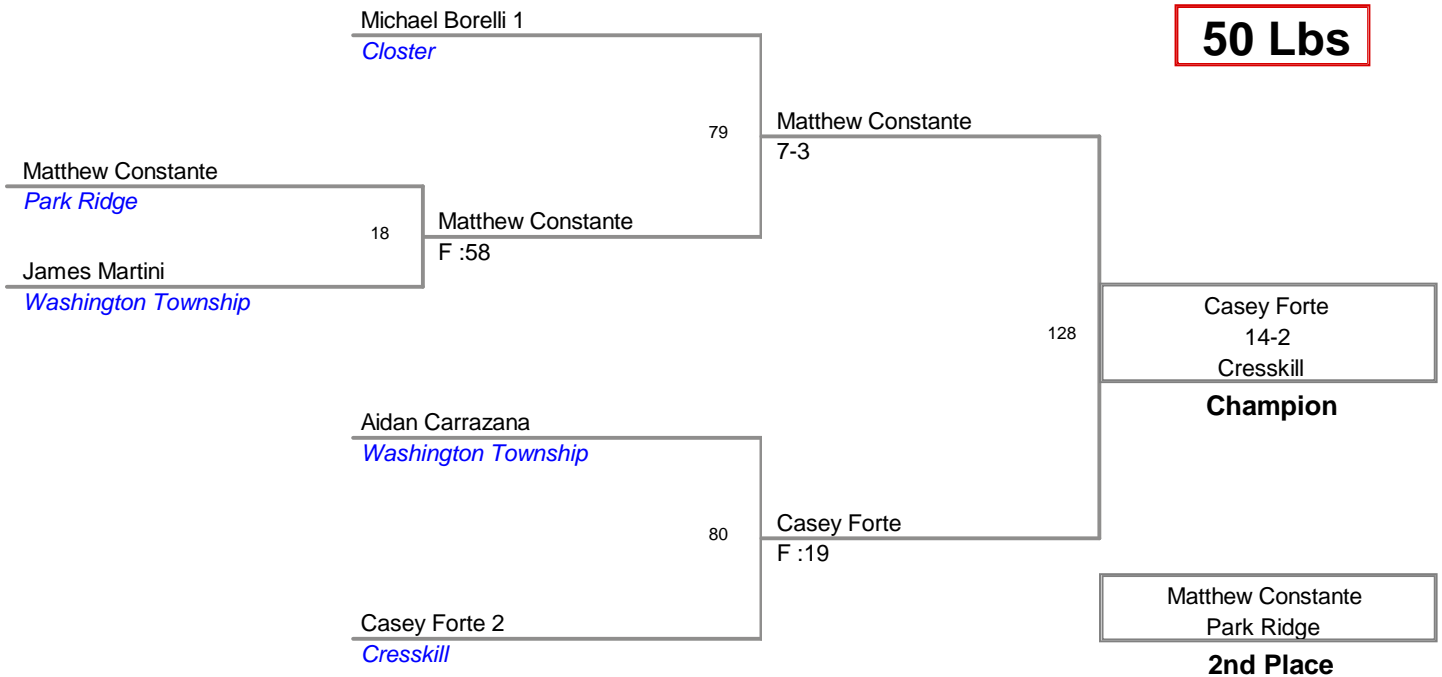 Michael Borelli 1
Closter
50 Lbs
79
Matthew Constante
7-3
Matthew Constante
Park Ridge
18
Matthew Constante
F :58
James Martini
Washington Township
128
Casey Forte
14-2
Cresskill
Champion
Aidan Carrazana
Washington Township
80
Casey Forte
F :19
Casey Forte 2
Cresskill
Matthew Constante
Park Ridge
2nd Place